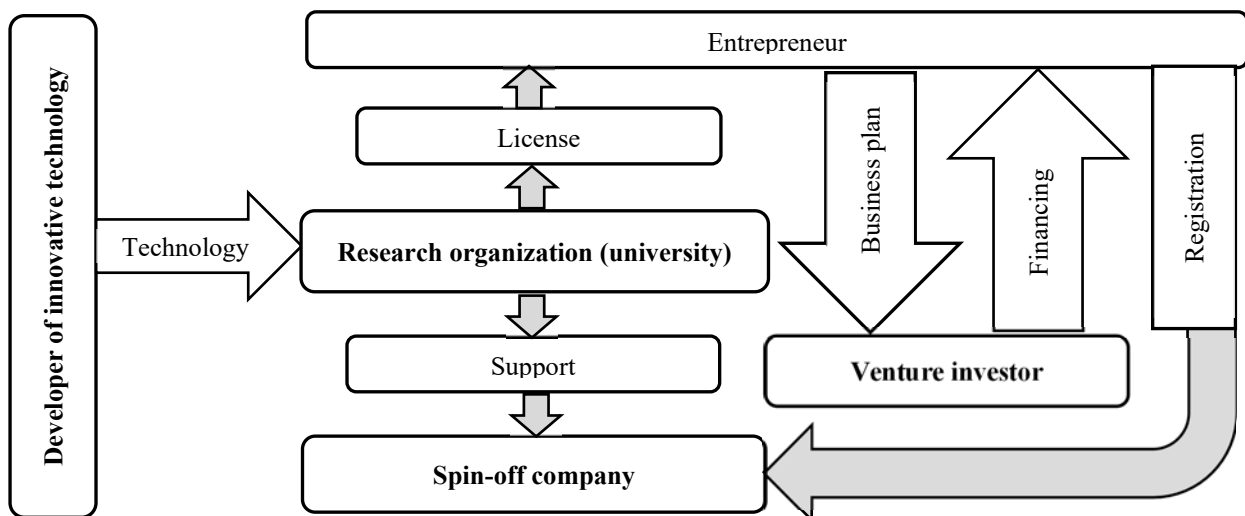 Entrepreneur
Developer of innovative technology
License
Technology
Research organization (university)
Business plan
Financing
Registration
Support
Venture investor
Spin-off company